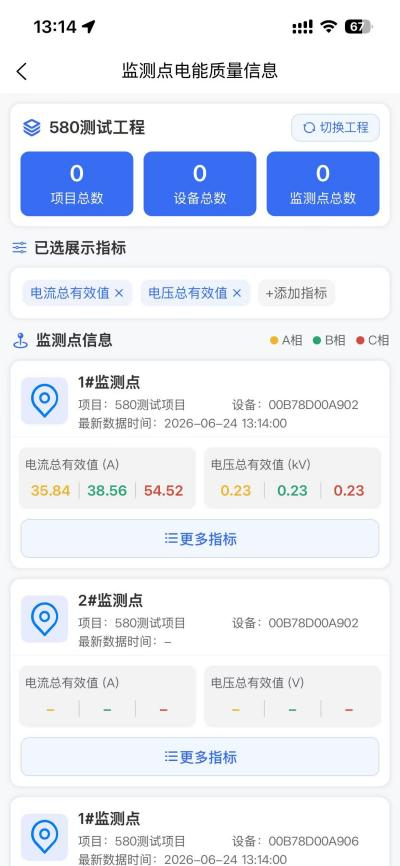 13:14 67
监测点电能质量信息
580测试工程 切换工程
0 0 0
项目总数 设备总数 监测点总数
已选展示指标
电流总有效值 × 电压总有效值 × +添加指标
监测点信息 A相 B相 C相
1#监测点
项目：580测试项目 设备：00B78D00A902
最新数据时间：2026-06-24 13:14:00
电流总有效值 (A) 电压总有效值 (kV)
35.84 38.56 54.52 0.23 0.23 0.23
更多指标
2#监测点
项目：580测试项目 设备：00B78D00A902
最新数据时间：-
电流总有效值 (A) 电压总有效值 (V)
- - - - - -
更多指标
1#监测点
项目：580测试项目 设备：00B78D00A906
最新数据时间：2026-06-24 13:14:00